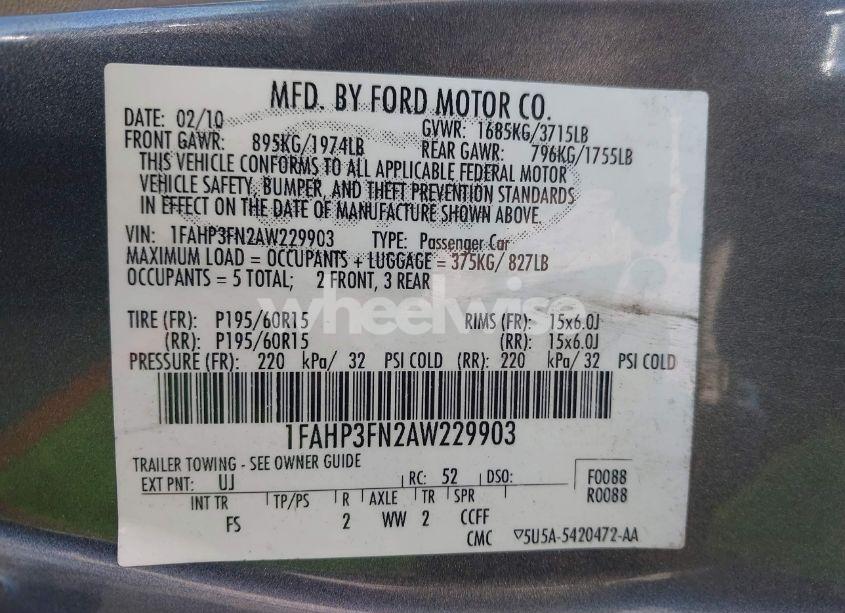 MFD. BY FORD MOTOR CO.
DATE: 02/10 GVWR: 1685KG/3715LB
FRONT GAWR: 895KG/1974LB REAR GAWR: 796KG/1755LB
THIS VEHICLE CONFORMS TO ALL APPLICABLE FEDERAL MOTOR
VEHICLE SAFETY, BUMPER, AND THEFT PREVENTION STANDARDS
IN EFFECT ON THE DATE OF MANUFACTURE SHOWN ABOVE.
VIN: 1FAHP3FN2AW229903 TYPE: Passenger Car
MAXIMUM LOAD = OCCUPANTS + LUGGAGE = 375KG/ 827LB
OCCUPANTS = 5 TOTAL; 2 FRONT, 3 REAR
wheelwise
TIRE (FR): P195/60R15 RIMS (FR): 15x6.0J
(RR): P195/60R15 (RR): 15x6.0J
PRESSURE (FR): 220 kPa/ 32 PSI COLD (RR): 220 kPa/ 32 PSI COLD
1FAHP3FN2AW229903
TRAILER TOWING - SEE OWNER GUIDE
EXT PNT: UJ RC: 52 DSO: F0088
R0088
INT TR TP/PS R AXLE TR SPR
FS 2 WW 2 CCFF
CMC ▽5U5A-5420472-AA